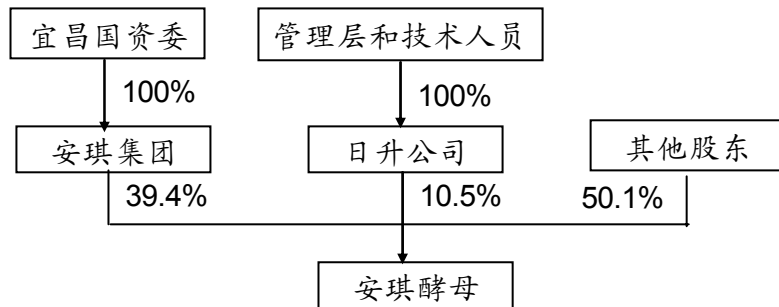 宜昌国资委
管理层和技术人员
100%
100%
安琪集团
日升公司
其他股东
39.4%
10.5%
50.1%
安琪酵母